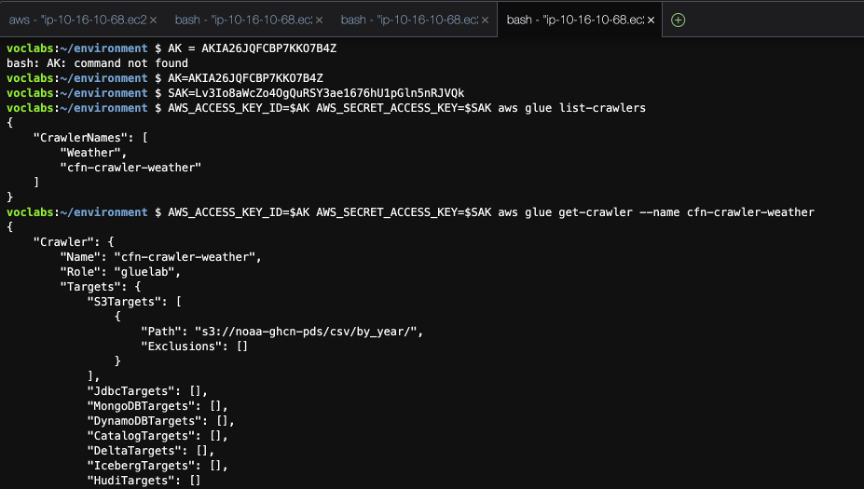 aws - "ip-10-16-10-68.ec2 × bash - "ip-10-16-10-68.ec: × bash - "ip-10-16-10-68.ec: × bash - "ip-10-16-10-68.ec: ×
voclabs:~/environment $ AK = AKIA26JQFCBP7KKO7B4Z
bash: AK: command not found
voclabs:~/environment $ AK=AKIA26JQFCBP7KKO7B4Z
voclabs:~/environment $ SAK=Lv3Io8aWcZo4OgQuRSY3ae1676hU1pGln5nRJVQk
voclabs:~/environment $ AWS_ACCESS_KEY_ID=$AK AWS_SECRET_ACCESS_KEY=$SAK aws glue list-crawlers
{
    "CrawlerNames": [
        "Weather",
        "cfn-crawler-weather"
    ]
}
voclabs:~/environment $ AWS_ACCESS_KEY_ID=$AK AWS_SECRET_ACCESS_KEY=$SAK aws glue get-crawler --name cfn-crawler-weather
{
    "Crawler": {
        "Name": "cfn-crawler-weather",
        "Role": "gluelab",
        "Targets": {
            "S3Targets": [
                {
                    "Path": "s3://noaa-ghcn-pds/csv/by_year/",
                    "Exclusions": []
                }
            ],
            "JdbcTargets": [],
            "MongoDBTargets": [],
            "DynamoDBTargets": [],
            "CatalogTargets": [],
            "DeltaTargets": [],
            "IcebergTargets": [],
            "HudiTargets": []